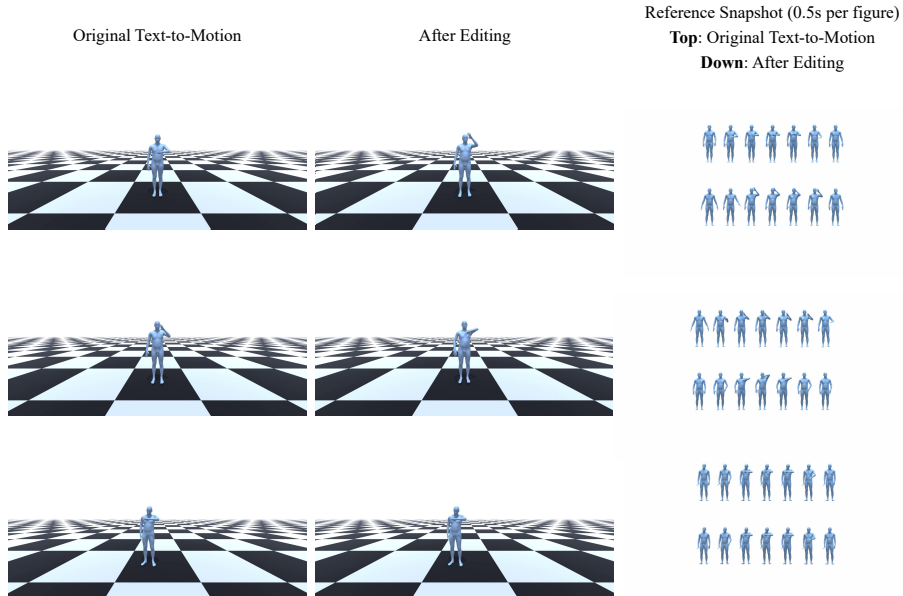 Original Text-to-Motion
After Editing
Reference Snapshot (0.5s per figure)
Top: Original Text-to-Motion
Down: After Editing